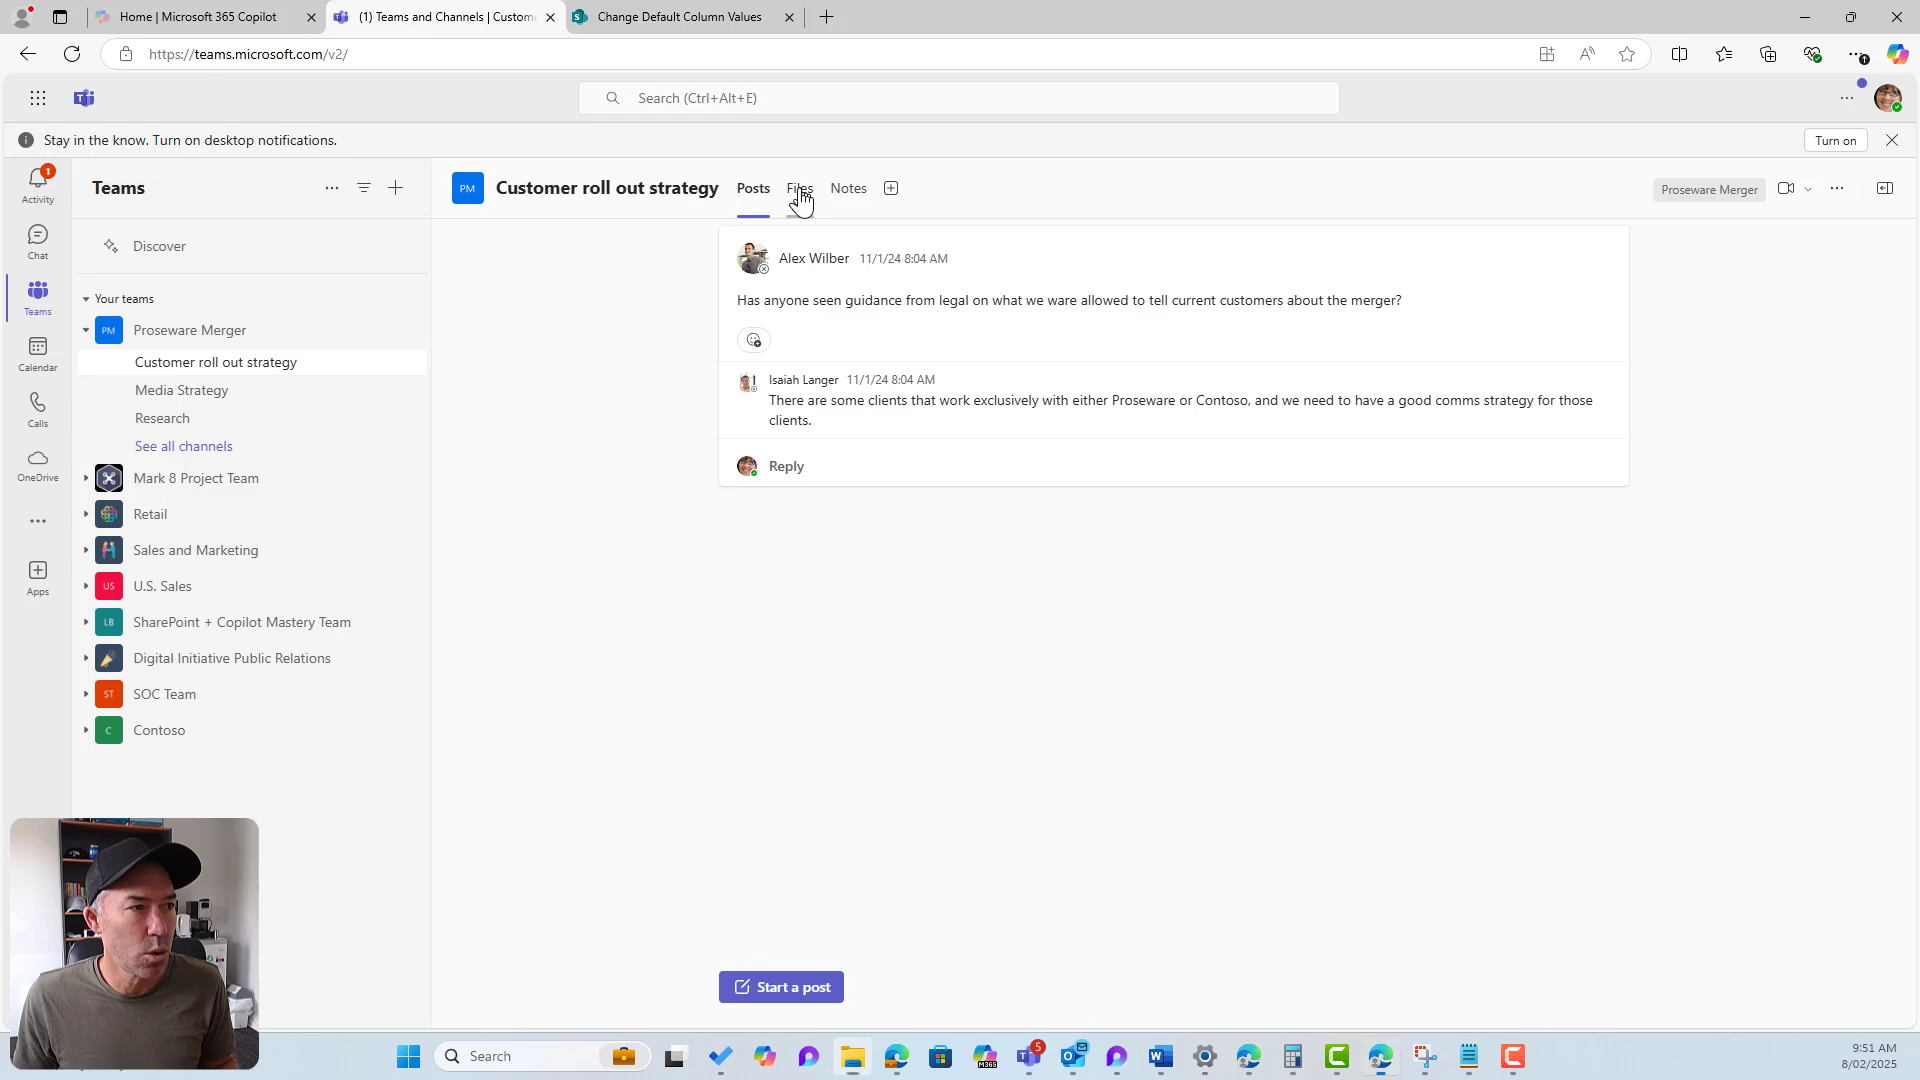 Home | Microsoft 365 Copilot
(1) Teams and Channels | Custome
Change Default Column Values
https://teams.microsoft.com/v2/
Search (Ctrl+Alt+E)
Stay in the know. Turn on desktop notifications.
Turn on
Activity
1
Chat
Teams
Calendar
Calls
OneDrive
Apps
Teams
Discover
Your teams
PM Proseware Merger
Customer roll out strategy
Media Strategy
Research
See all channels
Mark 8 Project Team
Retail
Sales and Marketing
US U.S. Sales
LB SharePoint + Copilot Mastery Team
Digital Initiative Public Relations
ST SOC Team
C Contoso
PM Customer roll out strategy Posts Files Notes
Proseware Merger
Alex Wilber 11/1/24 8:04 AM
Has anyone seen guidance from legal on what we ware allowed to tell current customers about the merger?
Isaiah Langer 11/1/24 8:04 AM
There are some clients that work exclusively with either Proseware or Contoso, and we need to have a good comms strategy for those
clients.
Reply
Start a post
Search
M365
5
9:51 AM
8/02/2025